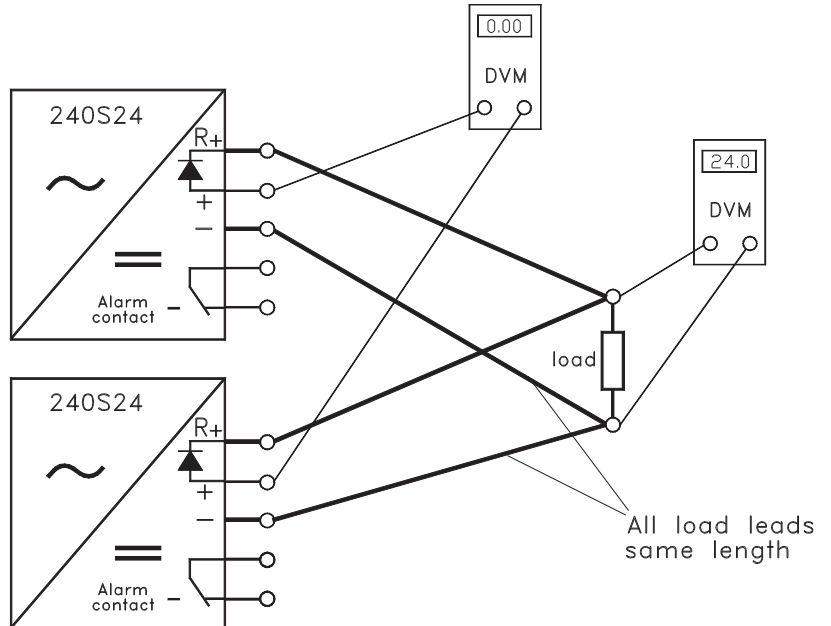 0.00
DVM
240S24
R+
+
−
Alarm
contact
24.0
DVM
load
240S24
R+
+
−
Alarm
contact
All load leads
same length